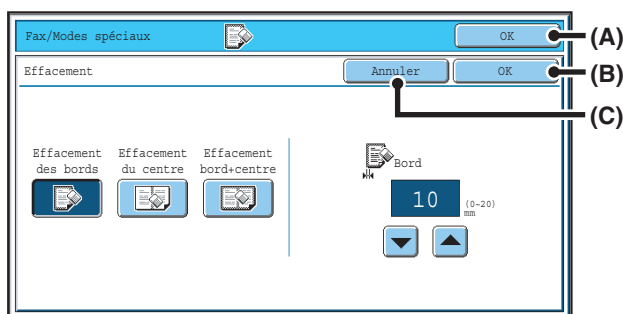 Fax/Modes spéciaux
OK
(A)
Effacement
Annuler
OK
(B)
(C)
Effacement
des bords
Effacement
du centre
Effacement
bord+centre
Bord
10
(0~20)
mm